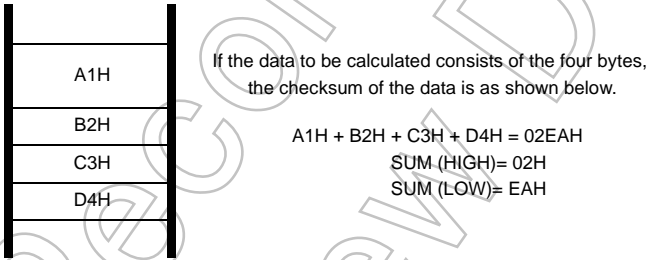 A1H
B2H
C3H
D4H
If the data to be calculated consists of the four bytes,
the checksum of the data is as shown below.
A1H + B2H + C3H + D4H = 02EAH
SUM (HIGH)= 02H
SUM (LOW)= EAH